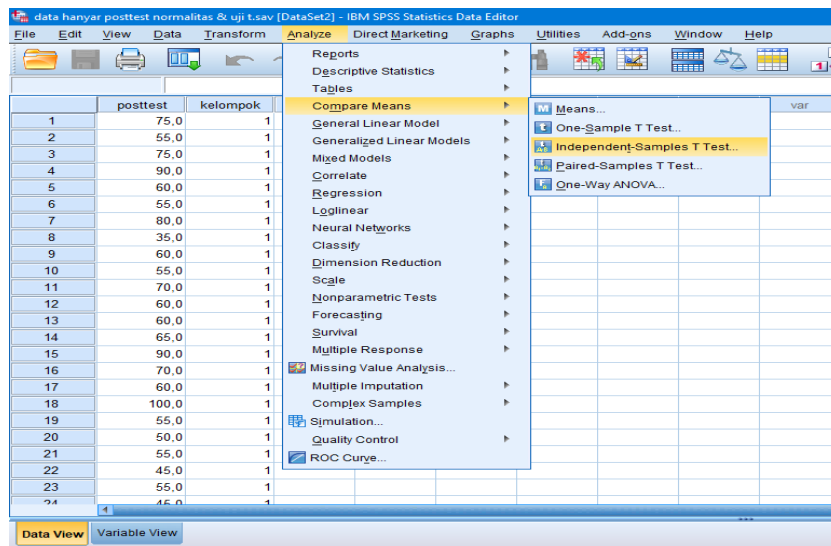 data hanyar posttest normalitas & uji t.sav [DataSet2] - IBM SPSS Statistics Data Editor
File Edit View Data Transform Analyze Direct Marketing Graphs Utilities Add-ons Window Help
Reports
Descriptive Statistics
Tables
Compare Means
General Linear Model
Generalized Linear Models
Mixed Models
Correlate
Regression
Loglinear
Neural Networks
Classify
Dimension Reduction
Scale
Nonparametric Tests
Forecasting
Survival
Multiple Response
Missing Value Analysis...
Multiple Imputation
Complex Samples
Simulation...
Quality Control
ROC Curve...
Means...
One-Sample T Test...
Independent-Samples T Test...
Paired-Samples T Test...
One-Way ANOVA...
posttest kelompok var
1 75,0 1
2 55,0 1
3 75,0 1
4 90,0 1
5 60,0 1
6 55,0 1
7 80,0 1
8 35,0 1
9 60,0 1
10 55,0 1
11 70,0 1
12 60,0 1
13 60,0 1
14 65,0 1
15 90,0 1
16 70,0 1
17 60,0 1
18 100,0 1
19 55,0 1
20 50,0 1
21 55,0 1
22 45,0 1
23 55,0 1
24 45,0 1
Data View Variable View